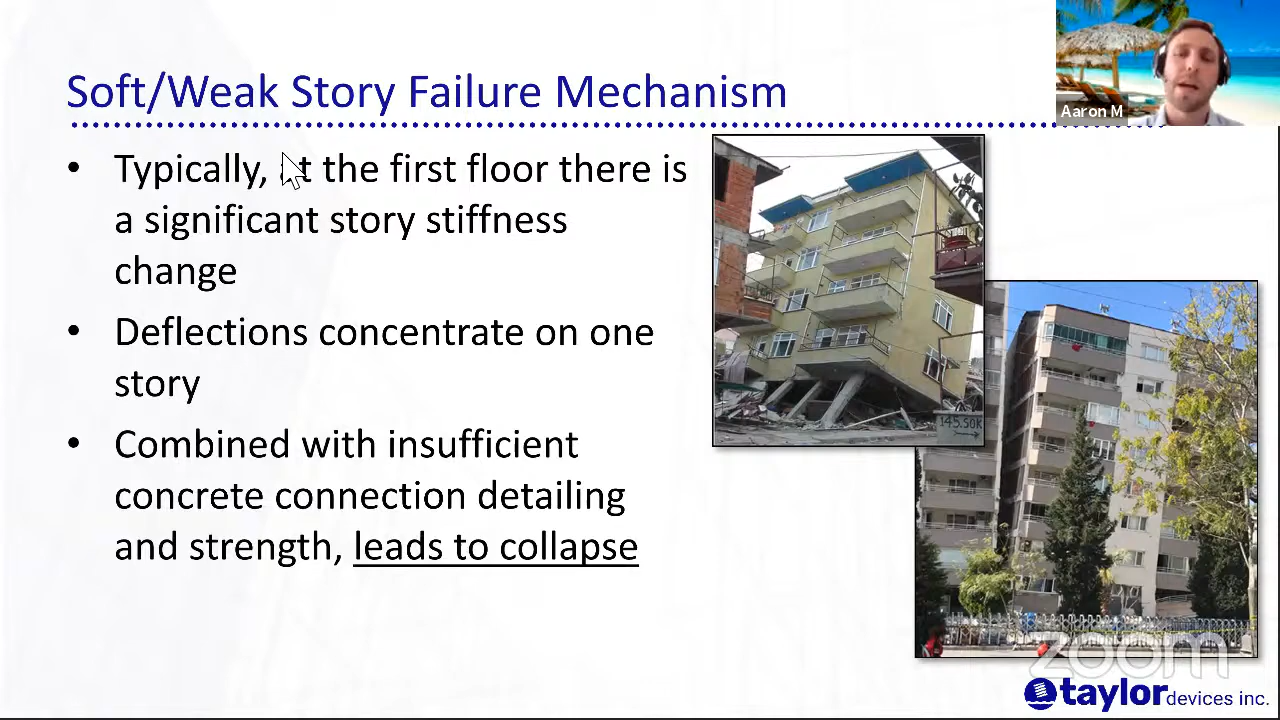 Soft/Weak Story Failure Mechanism
Aaron M
• Typically, at the first floor there is
a significant story stiffness
change
• Deflections concentrate on one
story
• Combined with insufficient
concrete connection detailing
and strength, leads to collapse
145.SOK
zoom
taylor devices inc.